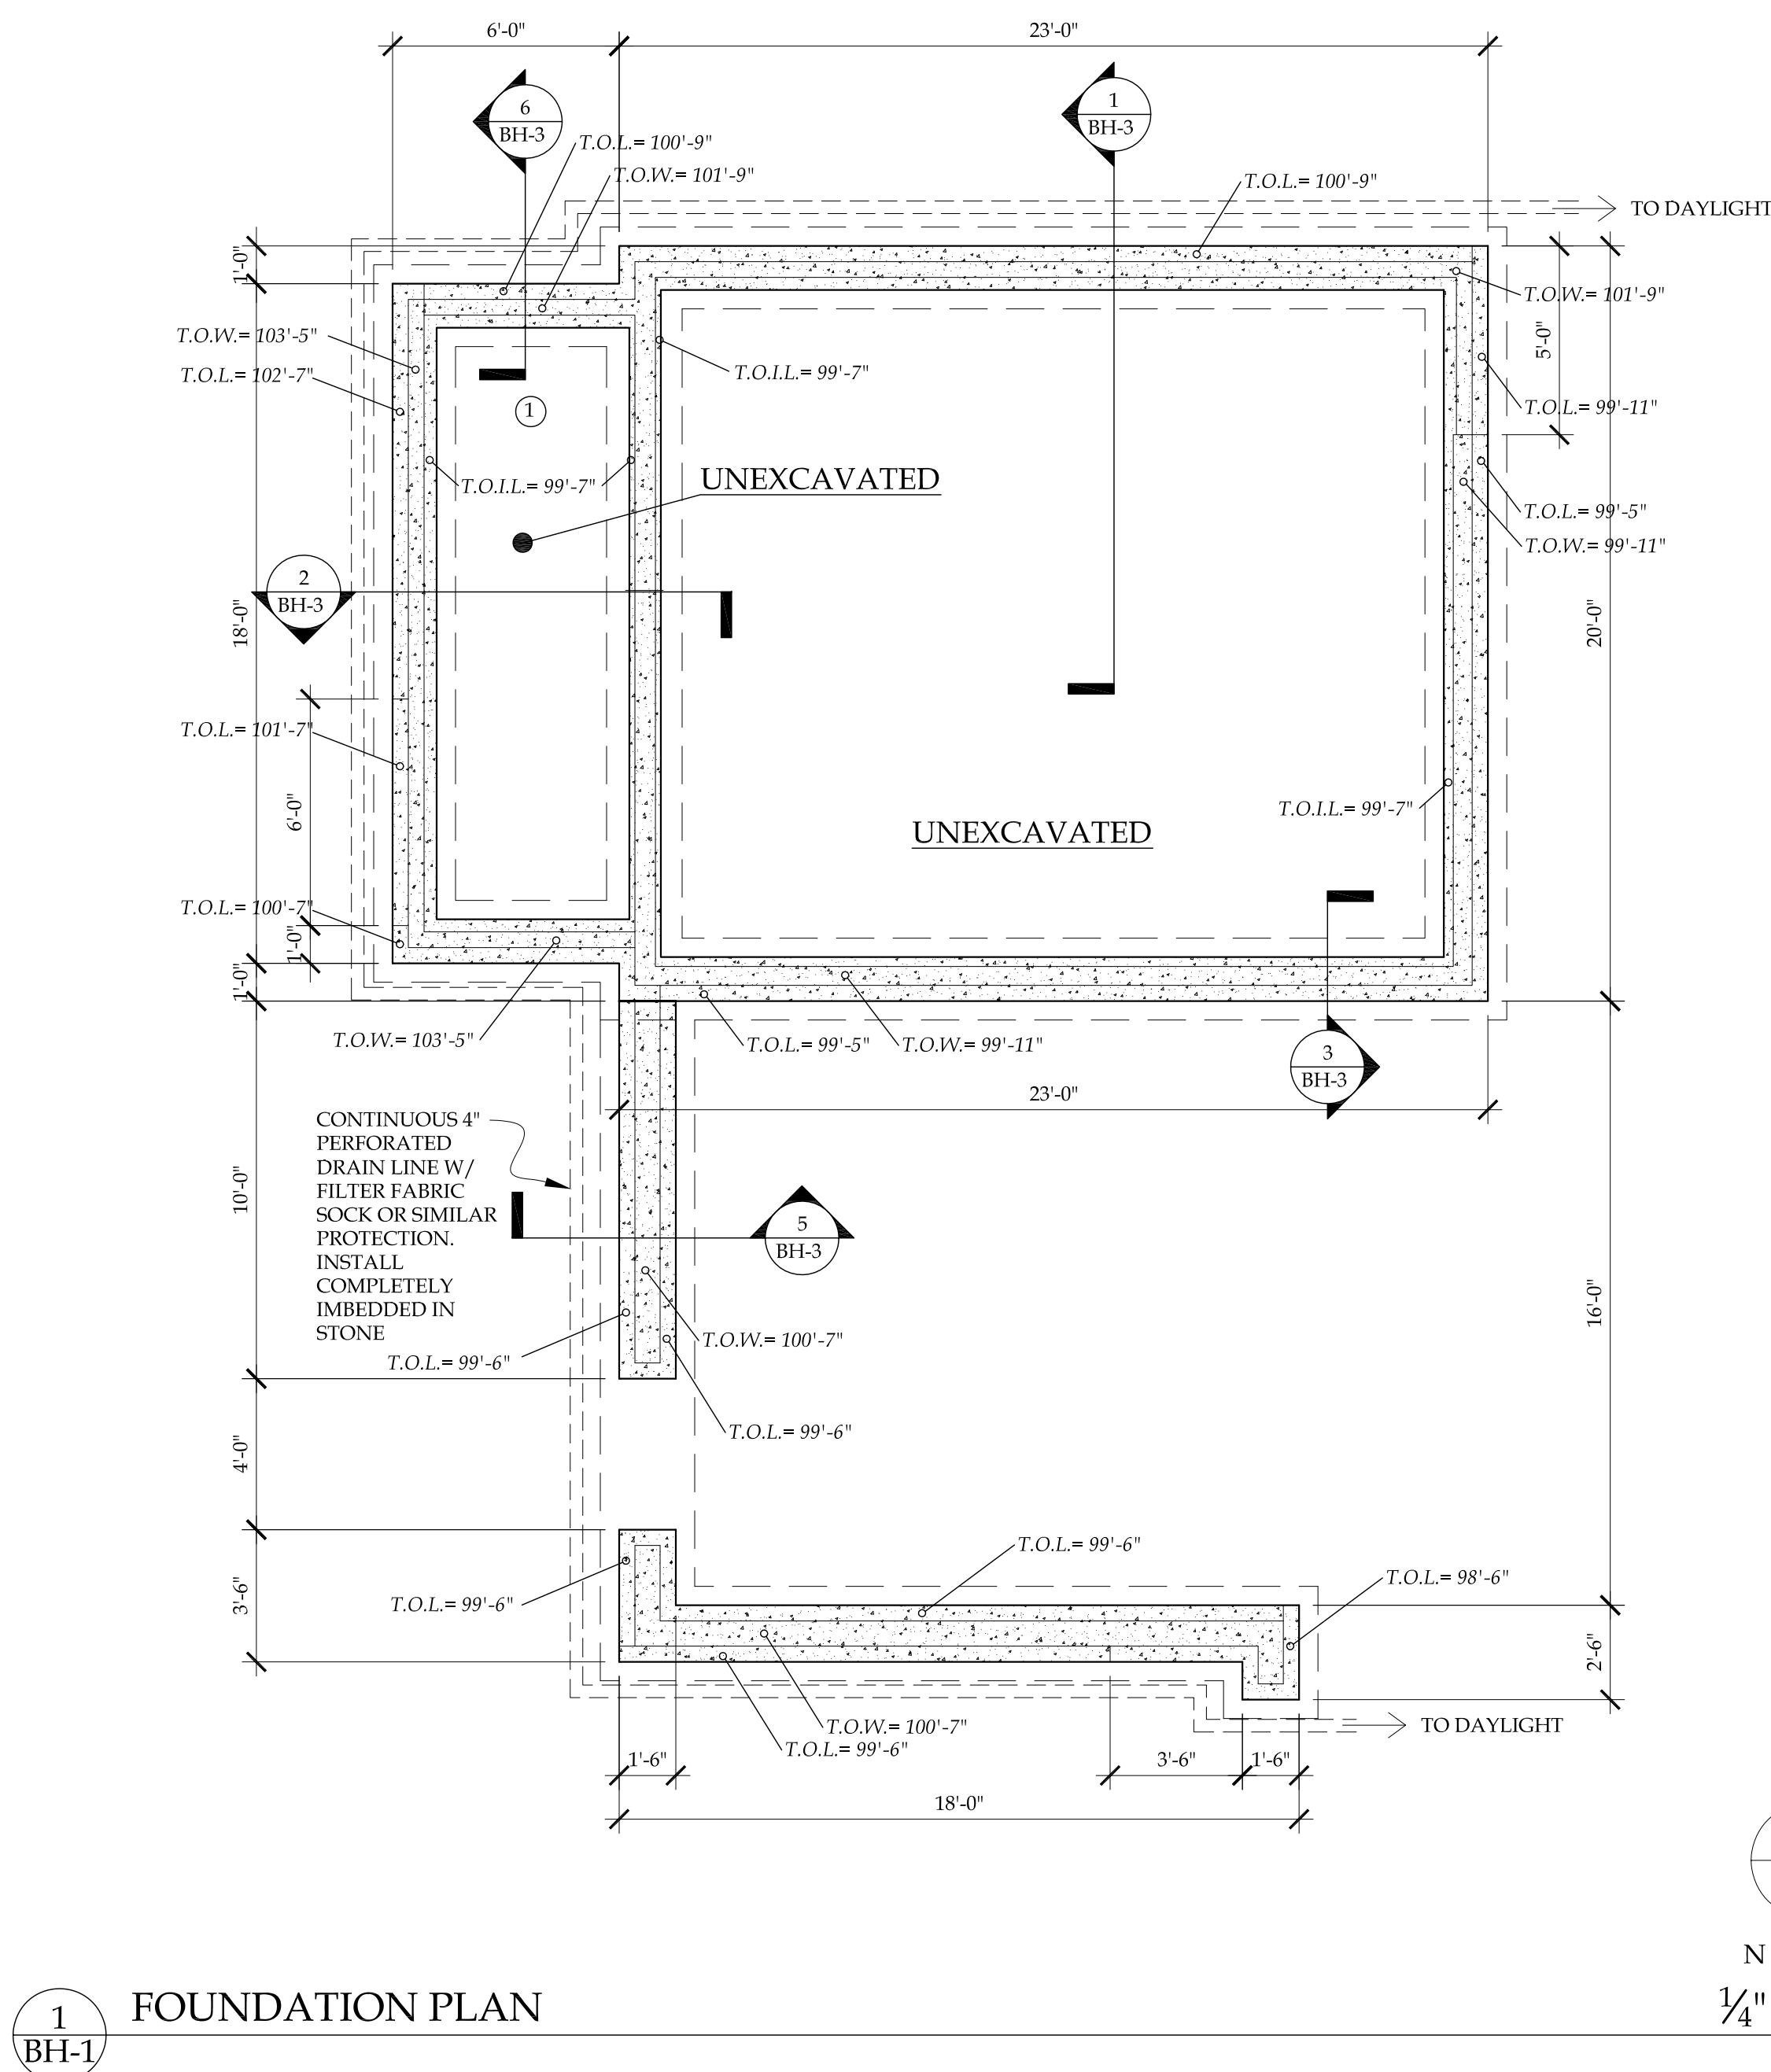 6'-0"
23'-0"
6
BH-3
1
BH-3
T.O.L.= 100'-9"
T.O.W.= 101'-9"
T.O.L.= 100'-9"
TO DAYLIGHT
1'-0"
T.O.W.= 101'-9"
5'-0"
T.O.W.= 103'-5"
T.O.L.= 102'-7"
T.O.I.L.= 99'-7"
T.O.L.= 99'-11"
1
T.O.I.L.= 99'-7"
UNEXCAVATED
T.O.L.= 99'-5"
T.O.W.= 99'-11"
2
BH-3
18'-0"
20'-0"
T.O.L.= 101'-7"
6'-0"
T.O.I.L.= 99'-7"
UNEXCAVATED
T.O.L.= 100'-7"
1'-0"
1'-0"
T.O.W.= 103'-5"
T.O.L.= 99'-5"
T.O.W.= 99'-11"
3
BH-3
23'-0"
CONTINUOUS 4"
PERFORATED
DRAIN LINE W/
FILTER FABRIC
SOCK OR SIMILAR
PROTECTION.
INSTALL
COMPLETELY
IMBEDDED IN
STONE
10'-0"
5
BH-3
16'-0"
T.O.W.= 100'-7"
T.O.L.= 99'-6"
T.O.L.= 99'-6"
4'-0"
T.O.L.= 99'-6"
T.O.L.= 98'-6"
3'-6"
T.O.L.= 99'-6"
2'-6"
T.O.W.= 100'-7"
T.O.L.= 99'-6"
TO DAYLIGHT
1'-6"
3'-6"
1'-6"
18'-0"
N
1
BH-1
FOUNDATION PLAN
1/4"